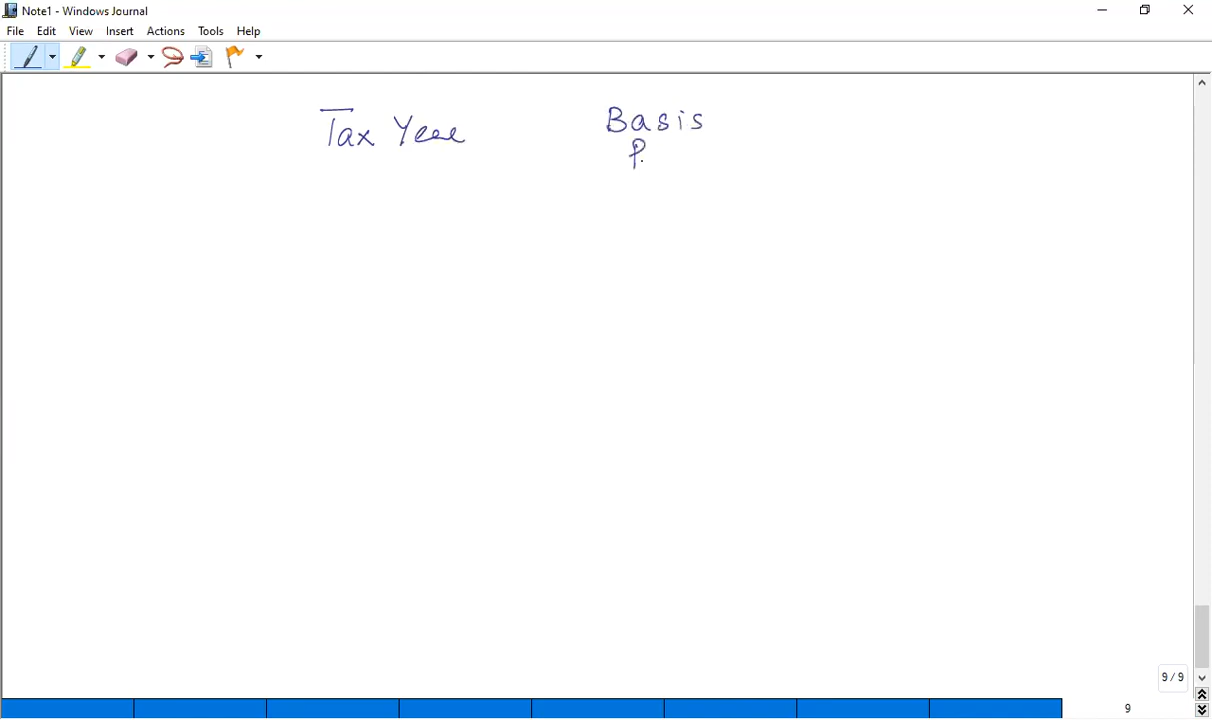 Note1 - Windows Journal
File Edit View Insert Actions Tools Help
Tax Year Basis
P.
9 / 9
9